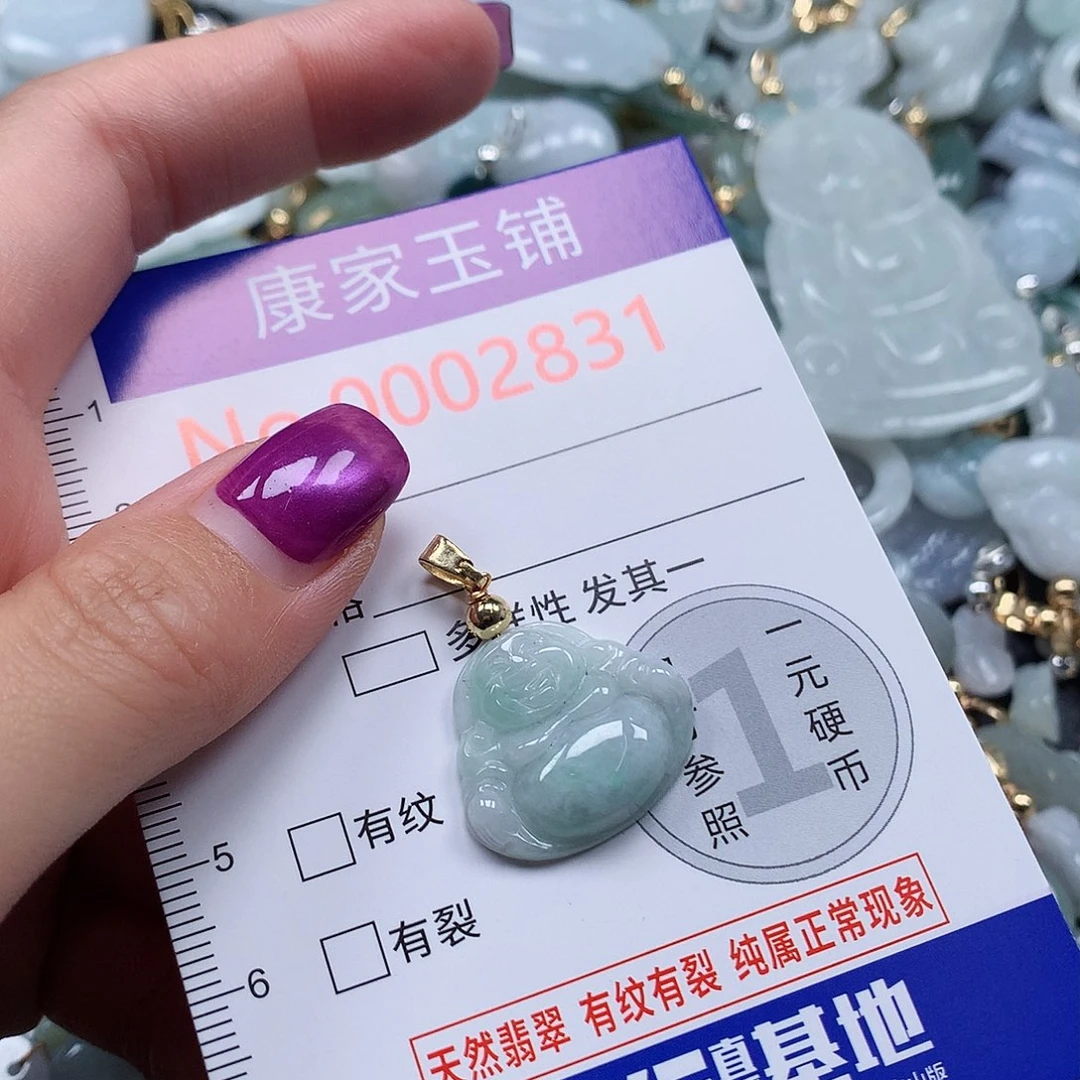 康家玉铺
No.0002831
1
性 发其一
一元硬币
1
参照
有纹
5
有裂
6
天然翡翠 有纹有裂 纯属正常现象
基地